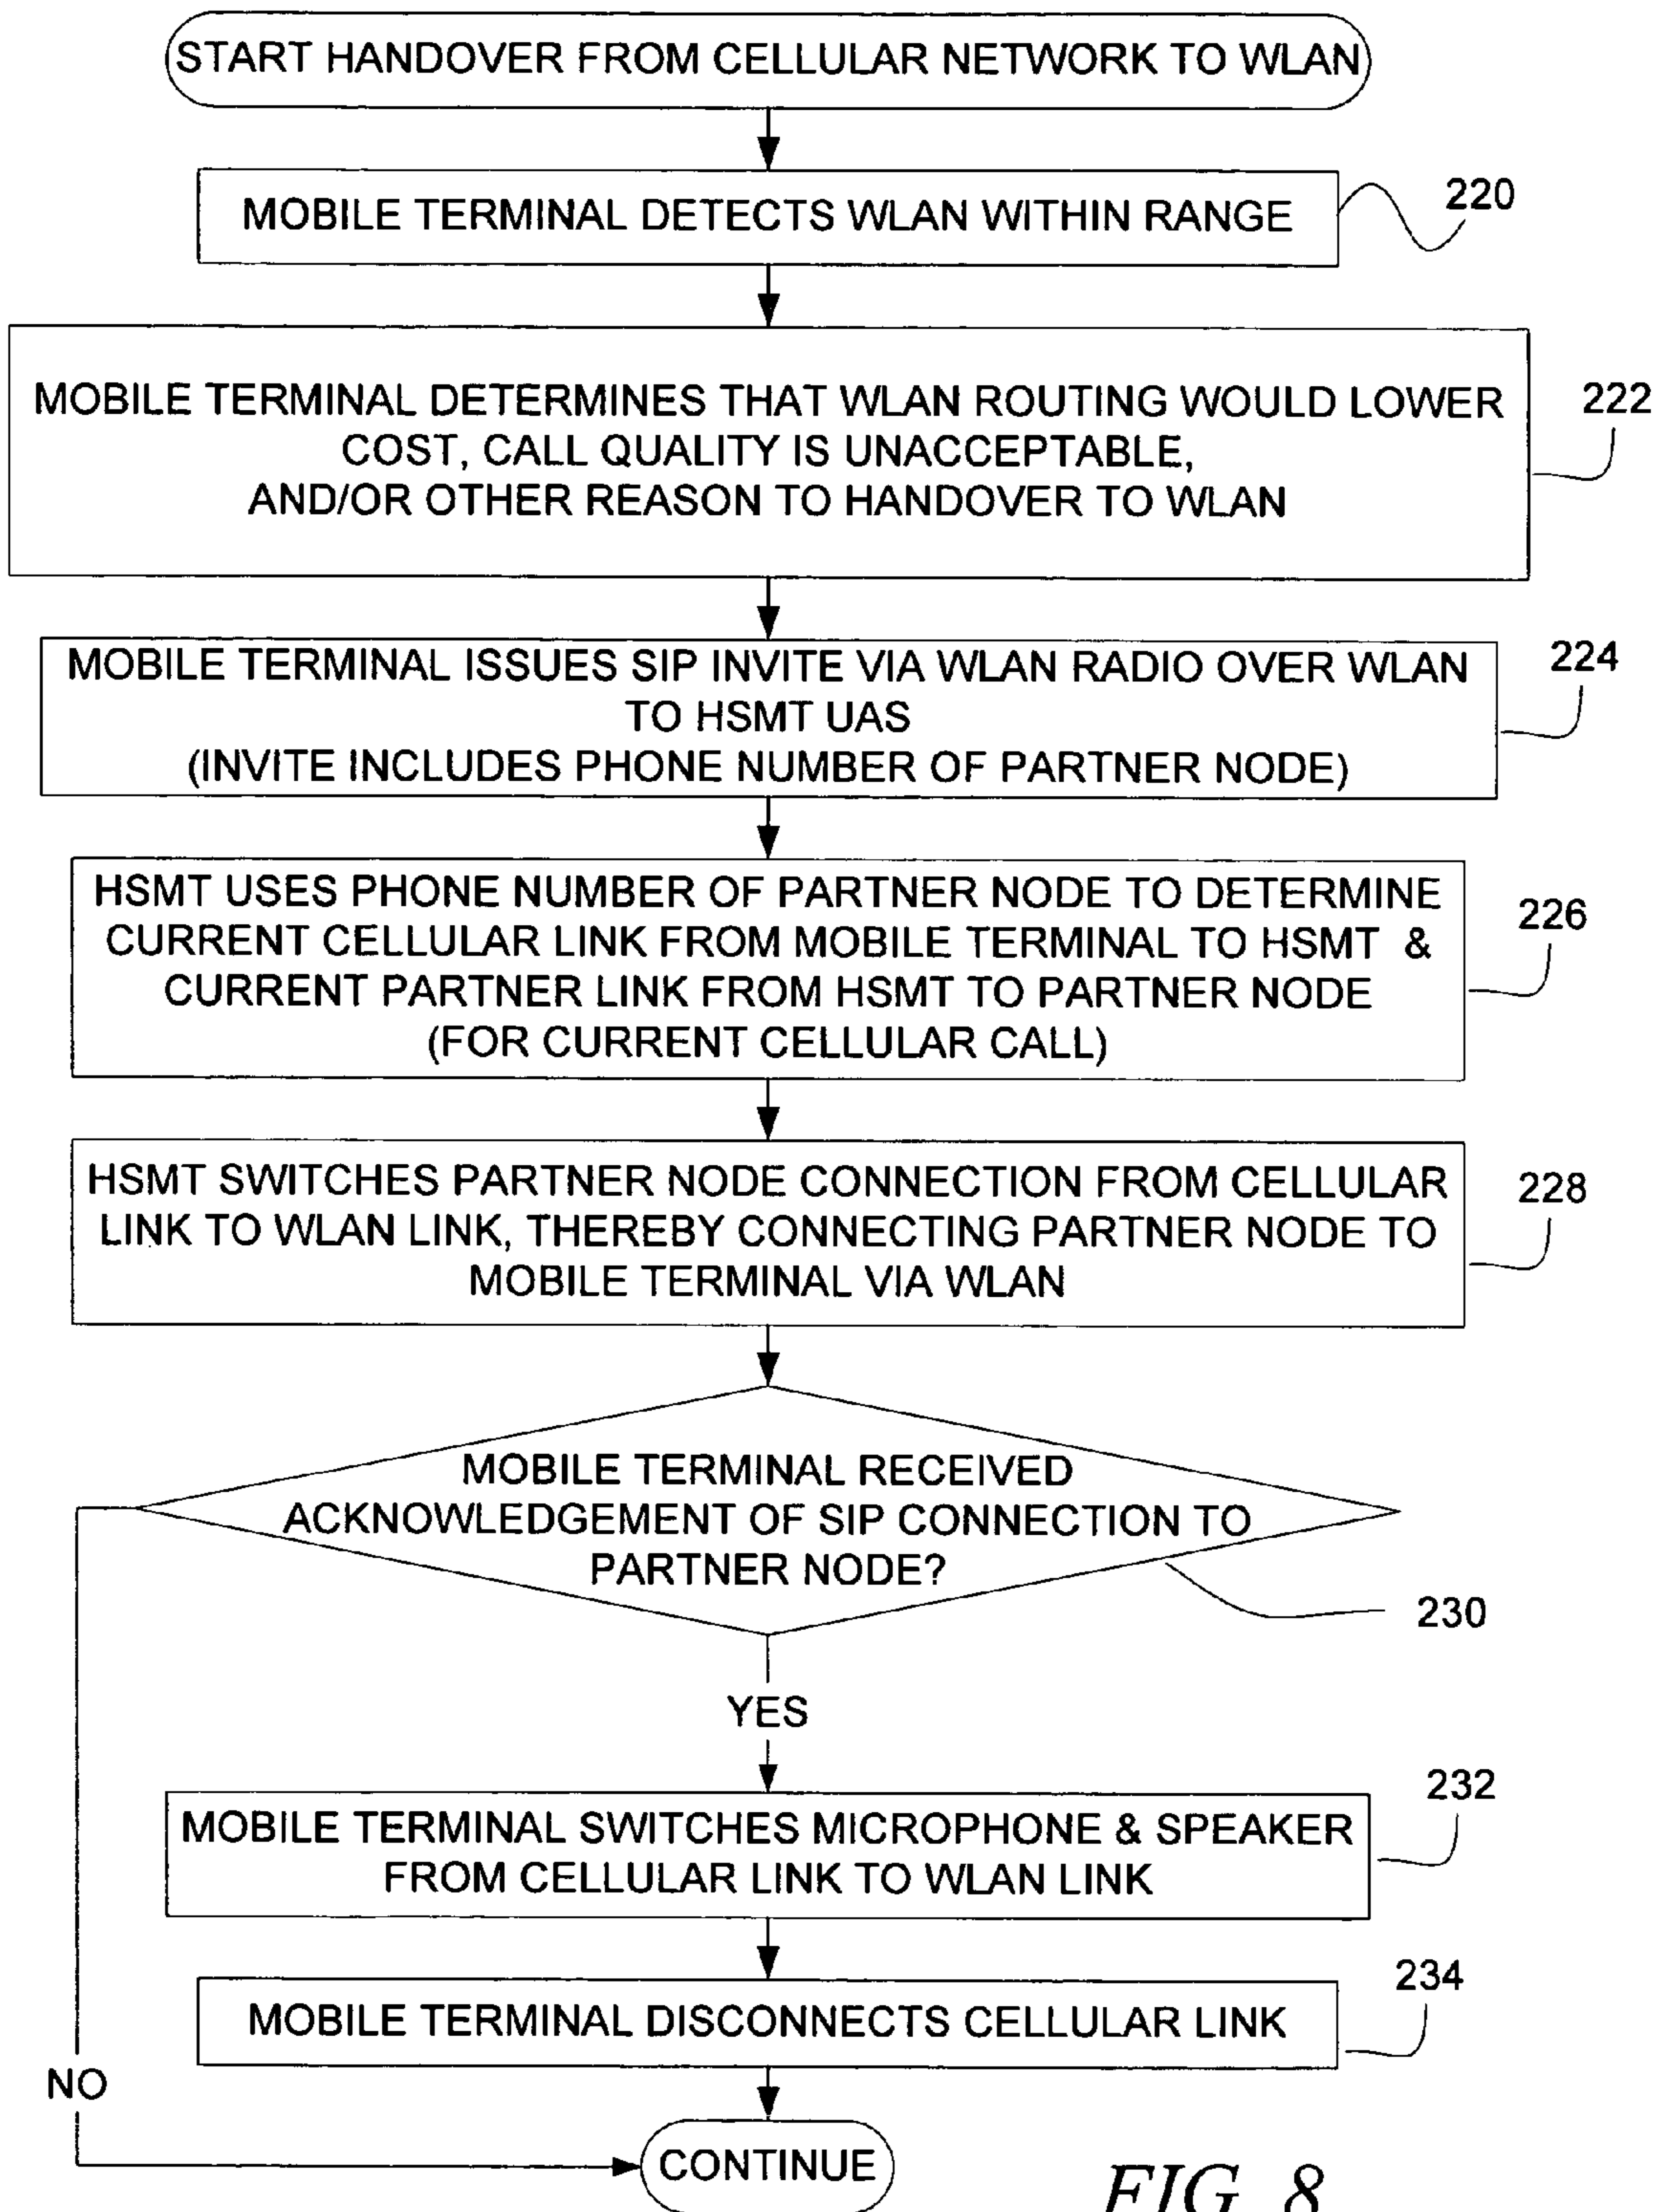 START HANDOVER FROM CELLULAR NETWORK TO WLAN
MOBILE TERMINAL DETECTS WLAN WITHIN RANGE
220
MOBILE TERMINAL DETERMINES THAT WLAN ROUTING WOULD LOWER
COST, CALL QUALITY IS UNACCEPTABLE,
AND/OR OTHER REASON TO HANDOVER TO WLAN
222
MOBILE TERMINAL ISSUES SIP INVITE VIA WLAN RADIO OVER WLAN
TO HSMT UAS
(INVITE INCLUDES PHONE NUMBER OF PARTNER NODE)
224
HSMT USES PHONE NUMBER OF PARTNER NODE TO DETERMINE
CURRENT CELLULAR LINK FROM MOBILE TERMINAL TO HSMT &
CURRENT PARTNER LINK FROM HSMT TO PARTNER NODE
(FOR CURRENT CELLULAR CALL)
226
HSMT SWITCHES PARTNER NODE CONNECTION FROM CELLULAR
LINK TO WLAN LINK, THEREBY CONNECTING PARTNER NODE TO
MOBILE TERMINAL VIA WLAN
228
MOBILE TERMINAL RECEIVED
ACKNOWLEDGEMENT OF SIP CONNECTION TO
PARTNER NODE?
230
YES
MOBILE TERMINAL SWITCHES MICROPHONE & SPEAKER
FROM CELLULAR LINK TO WLAN LINK
232
MOBILE TERMINAL DISCONNECTS CELLULAR LINK
234
NO
CONTINUE
FIG. 8